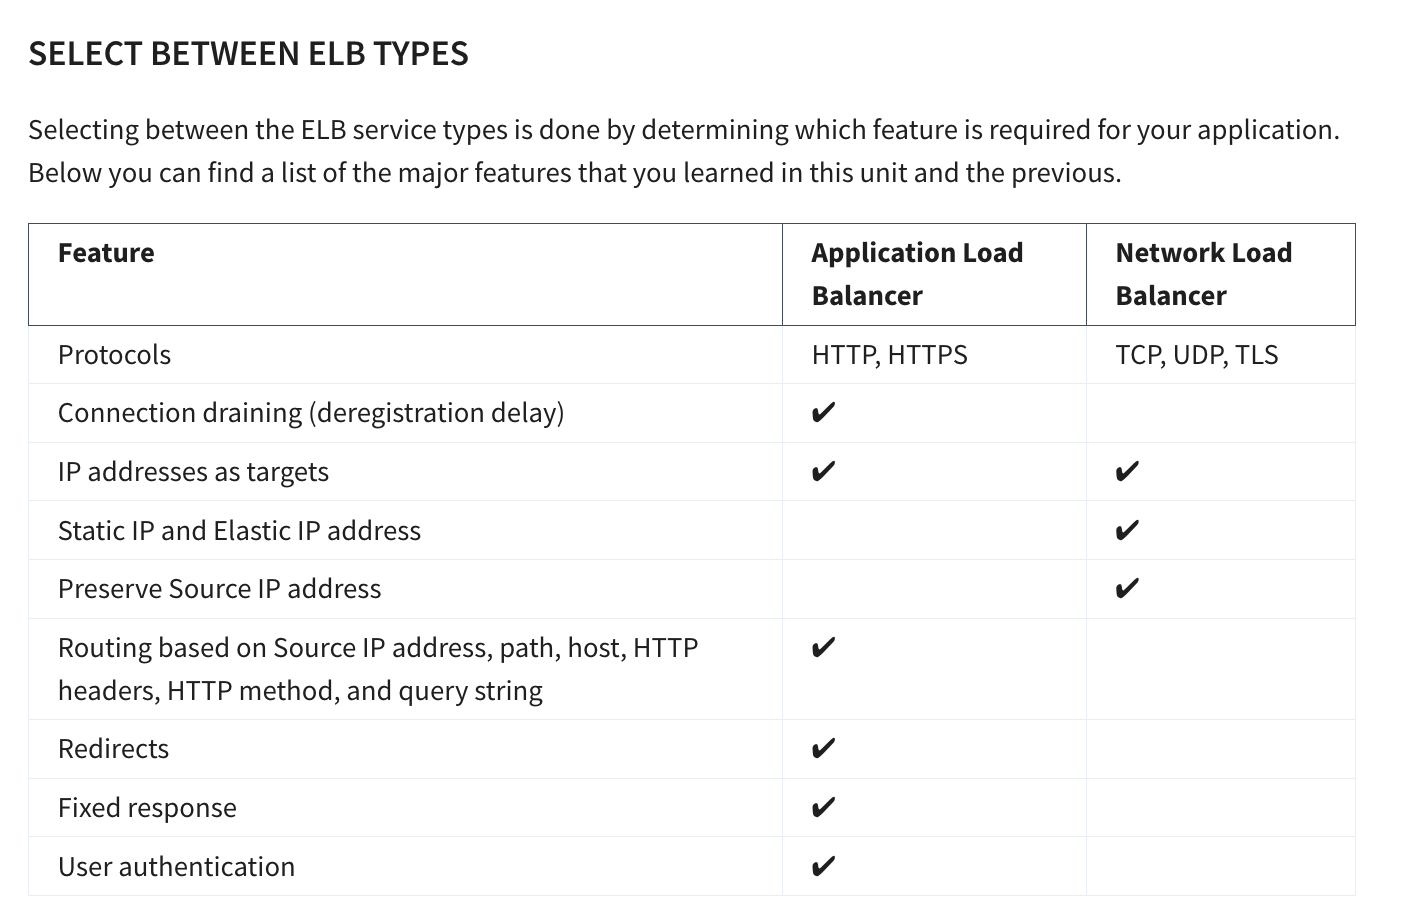 SELECT BETWEEN ELB TYPES
Selecting between the ELB service types is done by determining which feature is required for your application.
Below you can find a list of the major features that you learned in this unit and the previous.
Feature
Application Load
Balancer
Network Load
Balancer
Protocols
HTTP, HTTPS
TCP, UDP, TLS
Connection draining (deregistration delay)
✔
IP addresses as targets
✔
✔
Static IP and Elastic IP address
✔
Preserve Source IP address
✔
Routing based on Source IP address, path, host, HTTP
headers, HTTP method, and query string
✔
Redirects
✔
Fixed response
✔
User authentication
✔